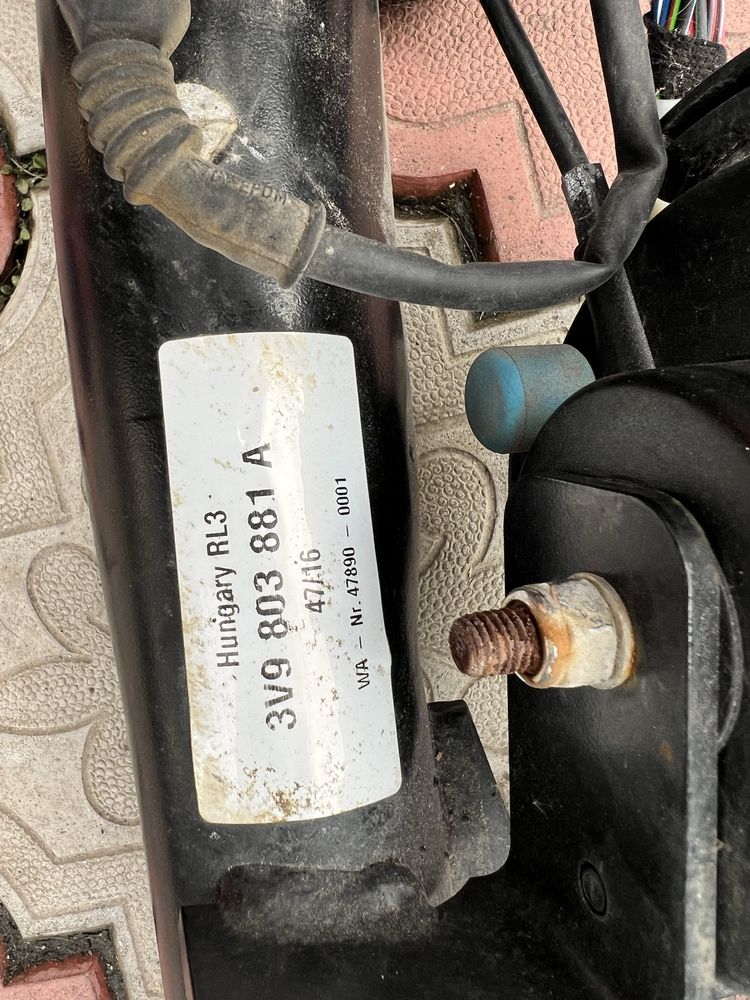 Hungary RL3
3V9 803 881 A
47/16
WA - Nr. 47890 - 0001